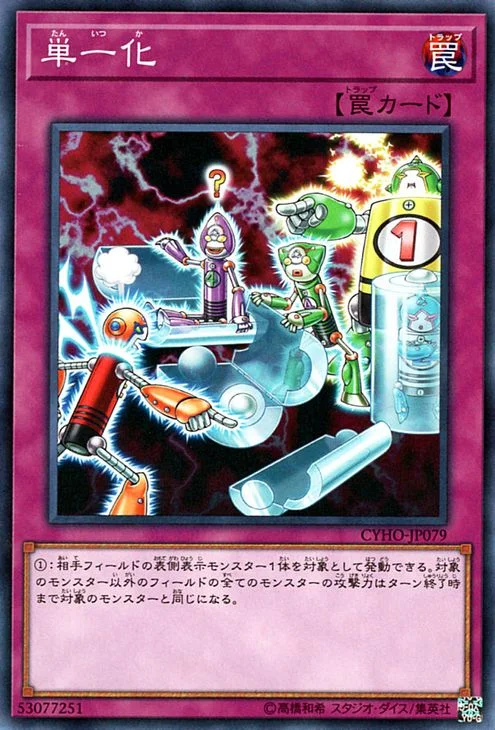 単一化
罠
【罠カード】
?
1
CYHO-JP079
①：相手フィールドの表側表示モンスター１体を対象として発動できる。対象
のモンスター以外のフィールドの全てのモンスターの攻撃力はターン終了時
まで対象のモンスターと同じになる。
53077251
©高橋和希 スタジオ・ダイス/集英社